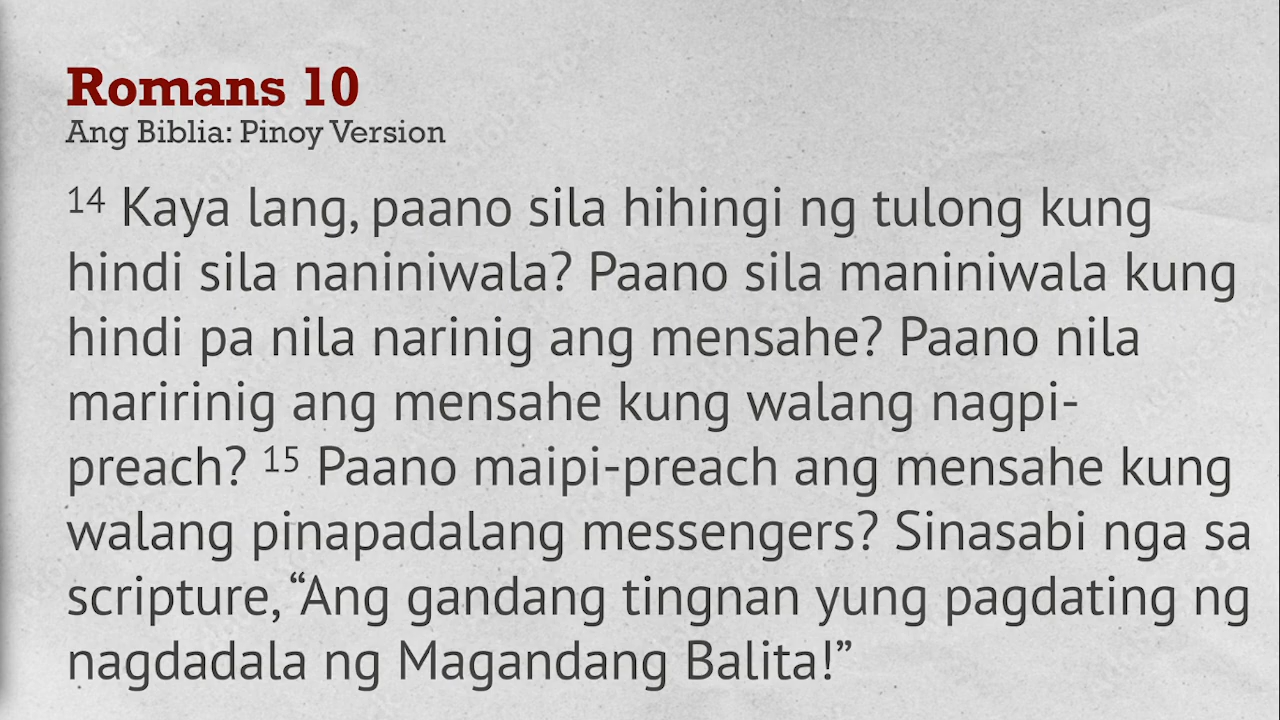 Romans 10
Ang Biblia: Pinoy Version
14 Kaya lang, paano sila hihingi ng tulong kung
hindi sila naniniwala? Paano sila maniniwala kung
hindi pa nila narinig ang mensahe? Paano nila
maririnig ang mensahe kung walang nagpi-
preach? 15 Paano maipi-preach ang mensahe kung
walang pinapadalang messengers? Sinasabi nga sa
scripture, “Ang gandang tingnan yung pagdating ng
nagdadala ng Magandang Balita!”